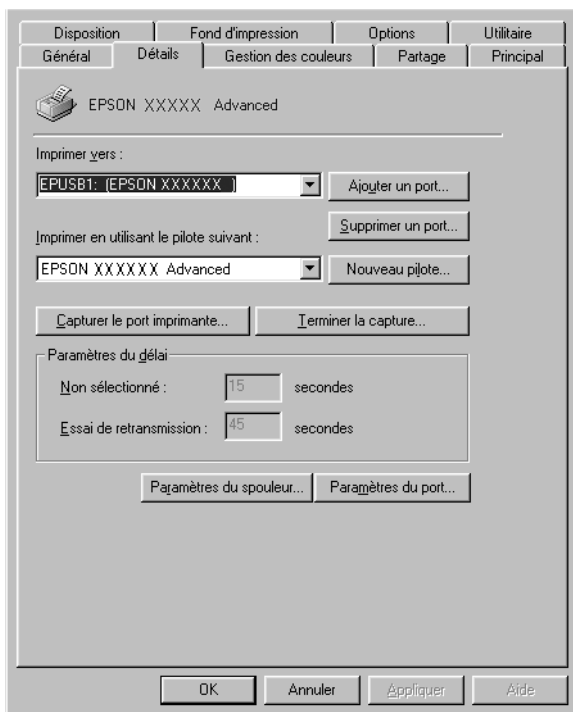 Disposition Fond d'impression Options Utilitaire
Général Détails Gestion des couleurs Partage Principal
EPSON XXXXX Advanced
Imprimer vers :
EPUSB1: (EPSON XXXXXX ) Ajouter un port...
Supprimer un port...
Imprimer en utilisant le pilote suivant :
EPSON XXXXXX Advanced Nouveau pilote...
Capturer le port imprimante... Terminer la capture...
Paramètres du délai
Non sélectionné : 15 secondes
Essai de retransmission : 45 secondes
Paramètres du spouleur... Paramètres du port...
OK Annuler Appliquer Aide